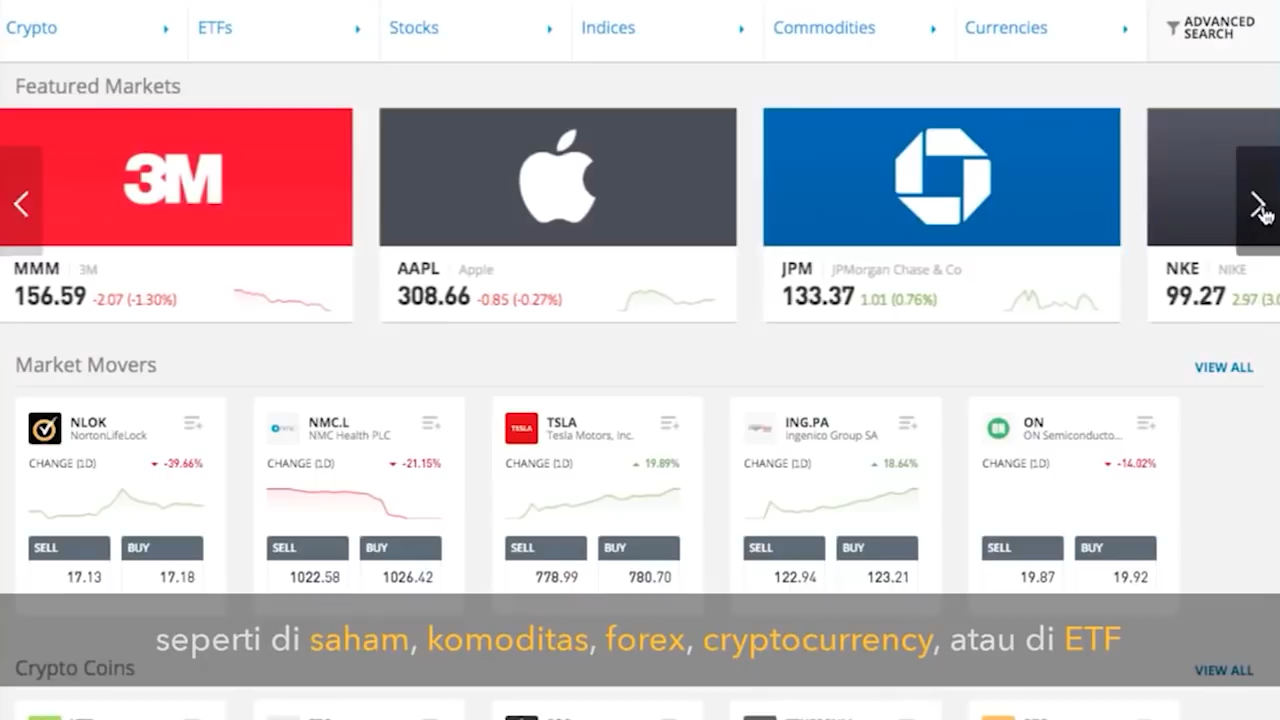 Crypto ETFs Stocks Indices Commodities Currencies ADVANCED SEARCH
Featured Markets
3M
MMM 3M AAPL Apple JPM JPMorgan Chase & Co NKE NIKE
156.59 -2.07 (-1.30%) 308.66 -0.85 (-0.27%) 133.37 1.01 (0.76%) 99.27 2.97
Market Movers VIEW ALL
NLOK NMC.L TSLA TSLA ING.PA ON ON
NortonLifeLock NMC Health PLC Tesla Motors, Inc. Ingenico Group SA ON Semiconducto...
CHANGE (1D) -39.66% CHANGE (1D) -21.15% CHANGE (1D) 19.89% CHANGE (1D) 18.64% CHANGE (1D) -14.02%
SELL BUY SELL BUY SELL BUY SELL BUY SELL BUY
17.13 17.18 1022.58 1026.42 778.99 780.70 122.94 123.21 19.87 19.92
seperti di saham, komoditas, forex, cryptocurrency, atau di ETF
Crypto Coins VIEW ALL